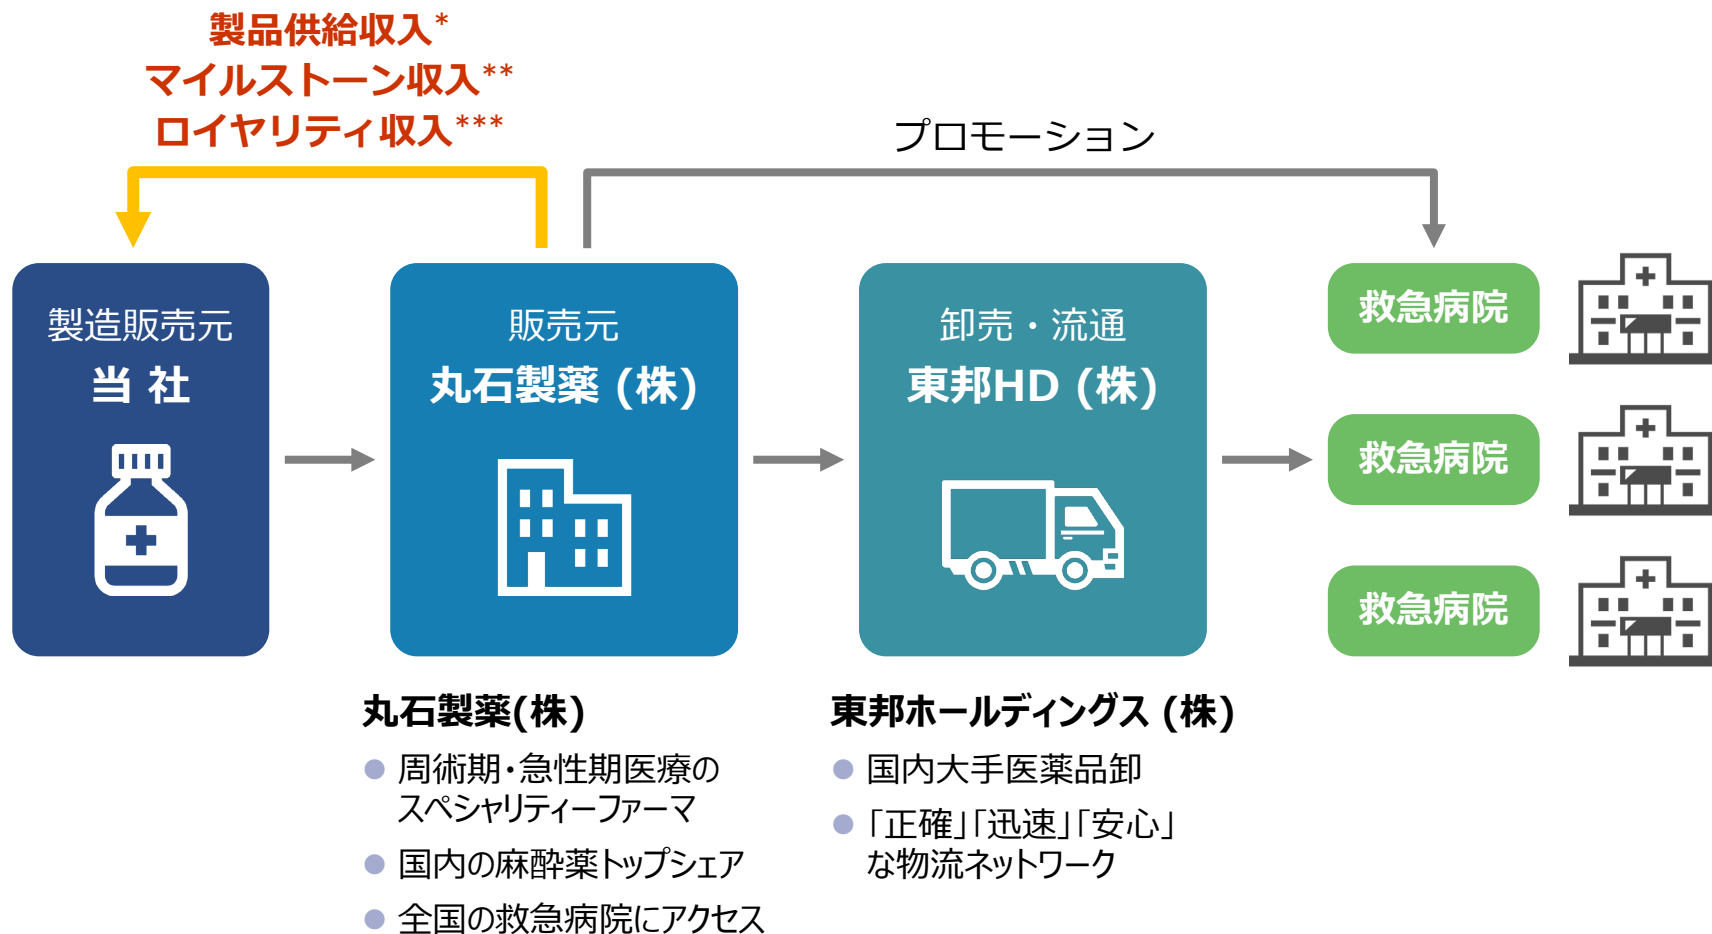 製品供給収入*
マイルストーン収入**
ロイヤリティ収入***
プロモーション
製造販売元
当 社
販売元
丸石製薬 (株)
卸売・流通
東邦HD (株)
救急病院
救急病院
救急病院
丸石製薬(株)
● 周術期・急性期医療の
スペシャリティーファーマ
● 国内の麻酔薬トップシェア
● 全国の救急病院にアクセス
東邦ホールディングス (株)
● 国内大手医薬品卸
● 「正確」「迅速」「安心」
な物流ネットワーク